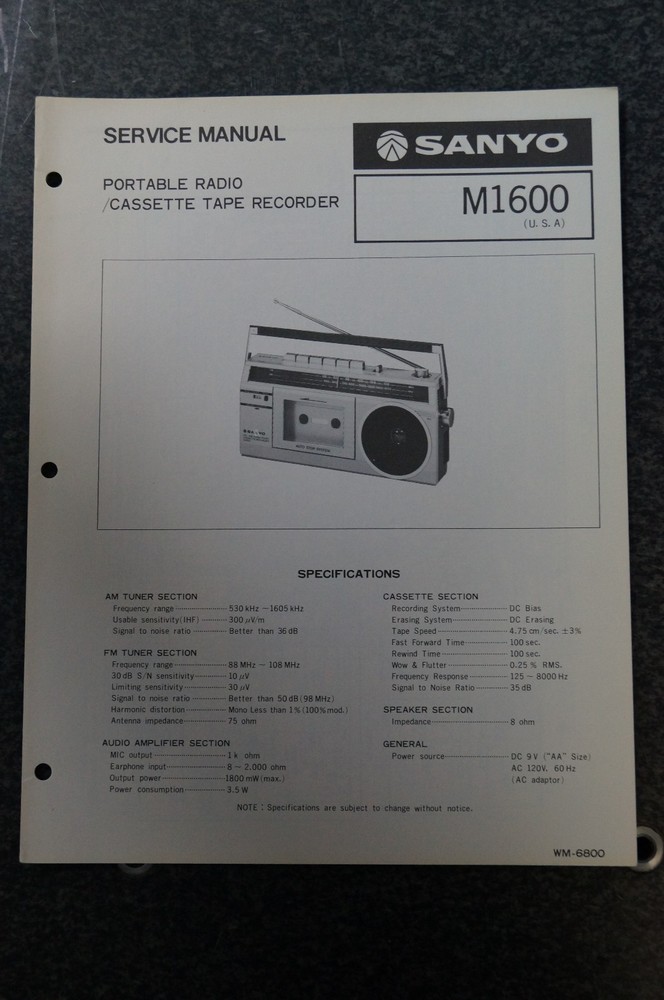 SERVICE MANUAL
SANYO
PORTABLE RADIO
/CASSETTE TAPE RECORDER
M1600
(U. S. A)
AUTO STOP SYSTEM
SPECIFICATIONS
AM TUNER SECTION
Frequency range 530 kHz ~ 1605 kHz
Usable sensitivity(IHF) 300 μV/m
Signal to noise ratio Better than 36 dB
FM TUNER SECTION
Frequency range 88 MHz ~ 108 MHz
30 dB S/N sensitivity 10 μV
Limiting sensitivity 30 μV
Signal to noise ratio Better than 50 dB (98 MHz)
Harmonic distortion Mono Less than 1% (100% mod.)
Antenna impedance 75 ohm
AUDIO AMPLIFIER SECTION
MIC output 1 k ohm
Earphone input 8 ~ 2,000 ohm
Output power 1800 mW (max.)
Power consumption 3.5 W
CASSETTE SECTION
Recording System DC Bias
Erasing System DC Erasing
Tape Speed 4.75 cm/sec. ±3%
Fast Forward Time 100 sec.
Rewind Time 100 sec.
Wow & Flutter 0.25 % RMS.
Frequency Response 125 ~ 8000 Hz
Signal to Noise Ratio 35 dB
SPEAKER SECTION
Impedance 8 ohm
GENERAL
Power source DC 9 V ("AA" Size)
AC 120V, 60 Hz
(AC adaptor)
NOTE : Specifications are subject to change without notice.
WM-6800